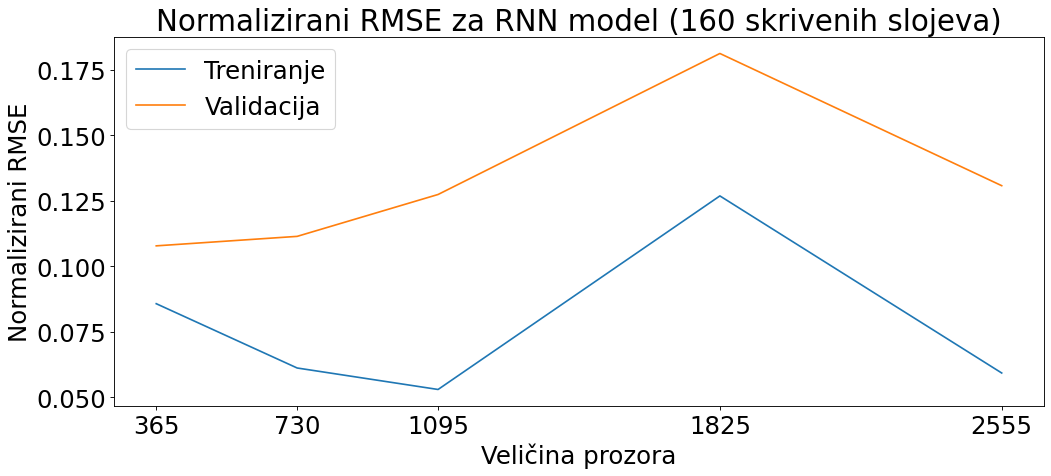 Normalizirani RMSE za RNN model (160 skrivenih slojeva)
Treniranje
Validacija
Normalizirani RMSE
0.175
0.150
0.125
0.100
0.075
0.050
365 730 1095 1825 2555
Veličina prozora